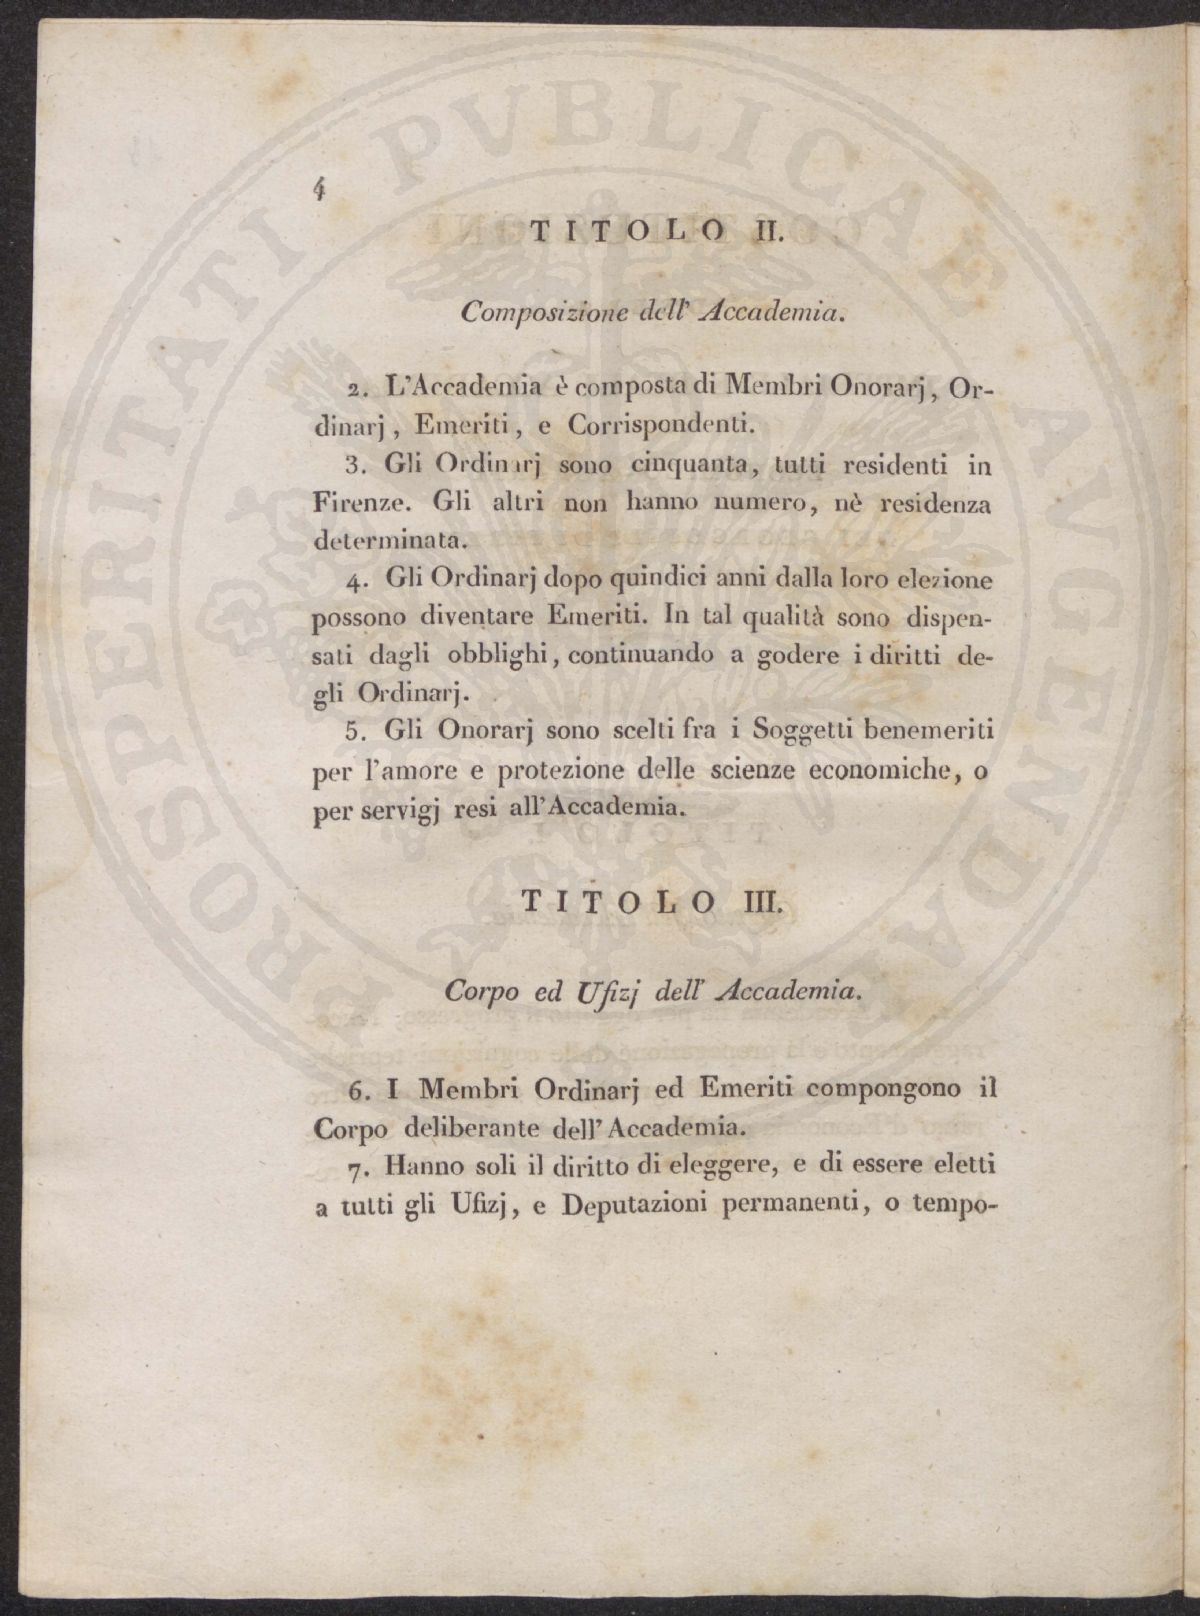 4
TITOLO II.
Composizione dell' Accademia.
2. L'Accademia è composta di Membri Onorarj, Or-
dinarj, Emeriti, e Corrispondenti.
3. Gli Ordinarj sono cinquanta, tutti residenti in
Firenze. Gli altri non hanno numero, nè residenza
determinata.
4. Gli Ordinarj dopo quindici anni dalla loro elezione
possono diventare Emeriti. In tal qualità sono dispen-
sati dagli obblighi, continuando a godere i diritti de-
gli Ordinarj.
5. Gli Onorarj sono scelti fra i Soggetti benemeriti
per l'amore e protezione delle scienze economiche, o
per servigj resi all'Accademia.
TITOLO III.
Corpo ed Ufizj dell' Accademia.
6. I Membri Ordinarj ed Emeriti compongono il
Corpo deliberante dell'Accademia.
7. Hanno soli il diritto di eleggere, e di essere eletti
a tutti gli Ufizj, e Deputazioni permanenti, o tempo-
PROSPERITATI PVBLICAE AVGENDAE